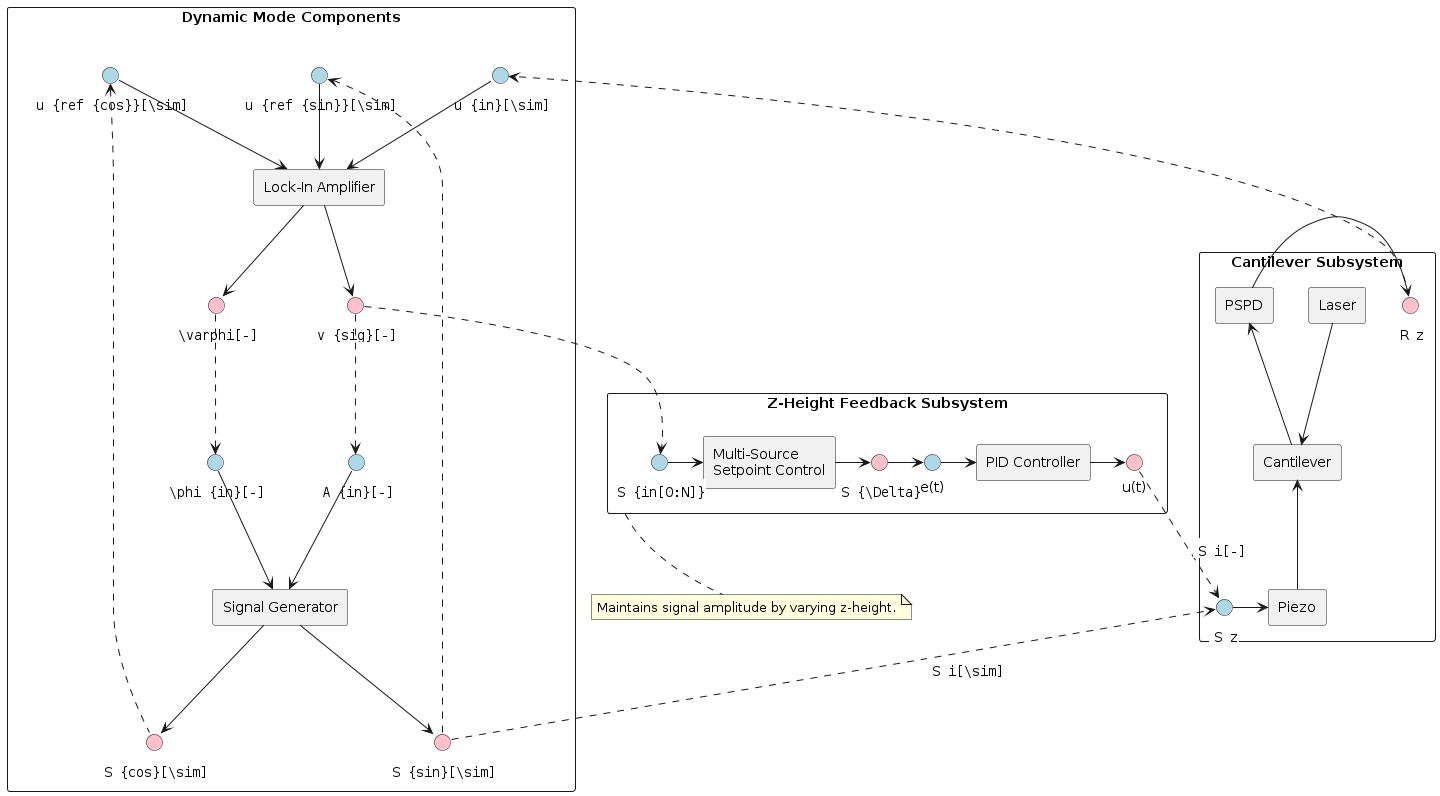 Dynamic Mode Components
u {ref {cos}}[\sim]
u {ref {sin}}[\sim]
u {in}[\sim]
Lock-In Amplifier
Cantilever Subsystem
PSPD
Laser
R z
\varphi[-]
v {sig}[-]
Z-Height Feedback Subsystem
Multi-Source
Setpoint Control
PID Controller
Cantilever
S {in[0:N]}
S {\Delta}
e(t)
u(t)
\phi {in}[-]
A {in}[-]
S i[-]
Signal Generator
Maintains signal amplitude by varying z-height.
Piezo
S z
S i[\sim]
S {cos}[\sim]
S {sin}[\sim]